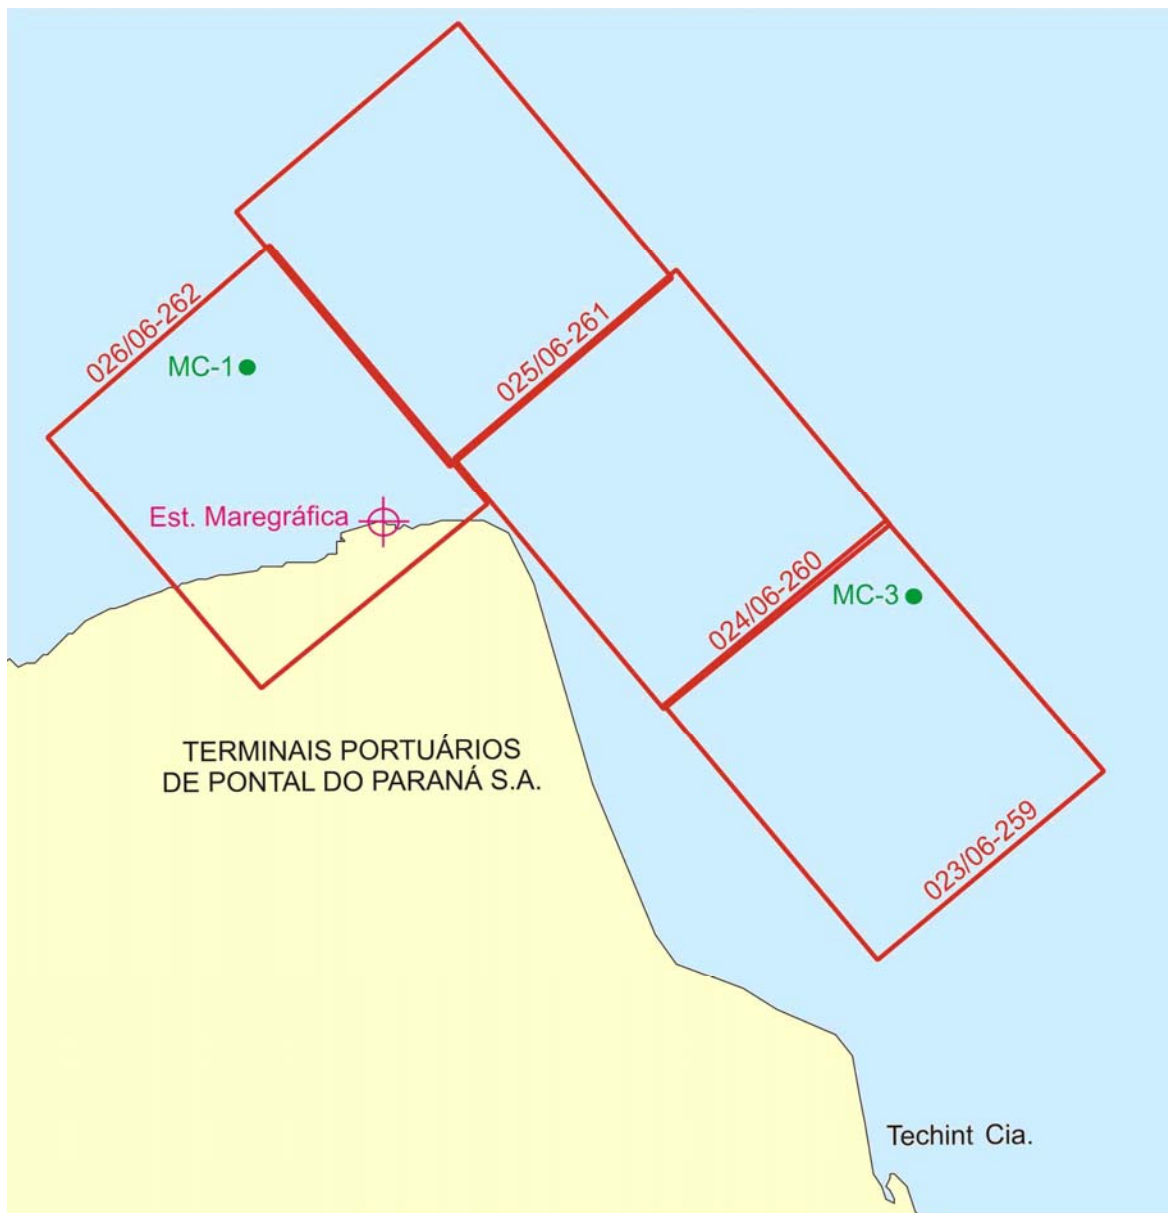 026/06-262
025/06-261
MC-1
Est. Maregráfica
024/06-260
MC-3
TERMINAIS PORTUÁRIOS
DE PONTAL DO PARANÁ S.A.
023/06-259
Techint Cia.